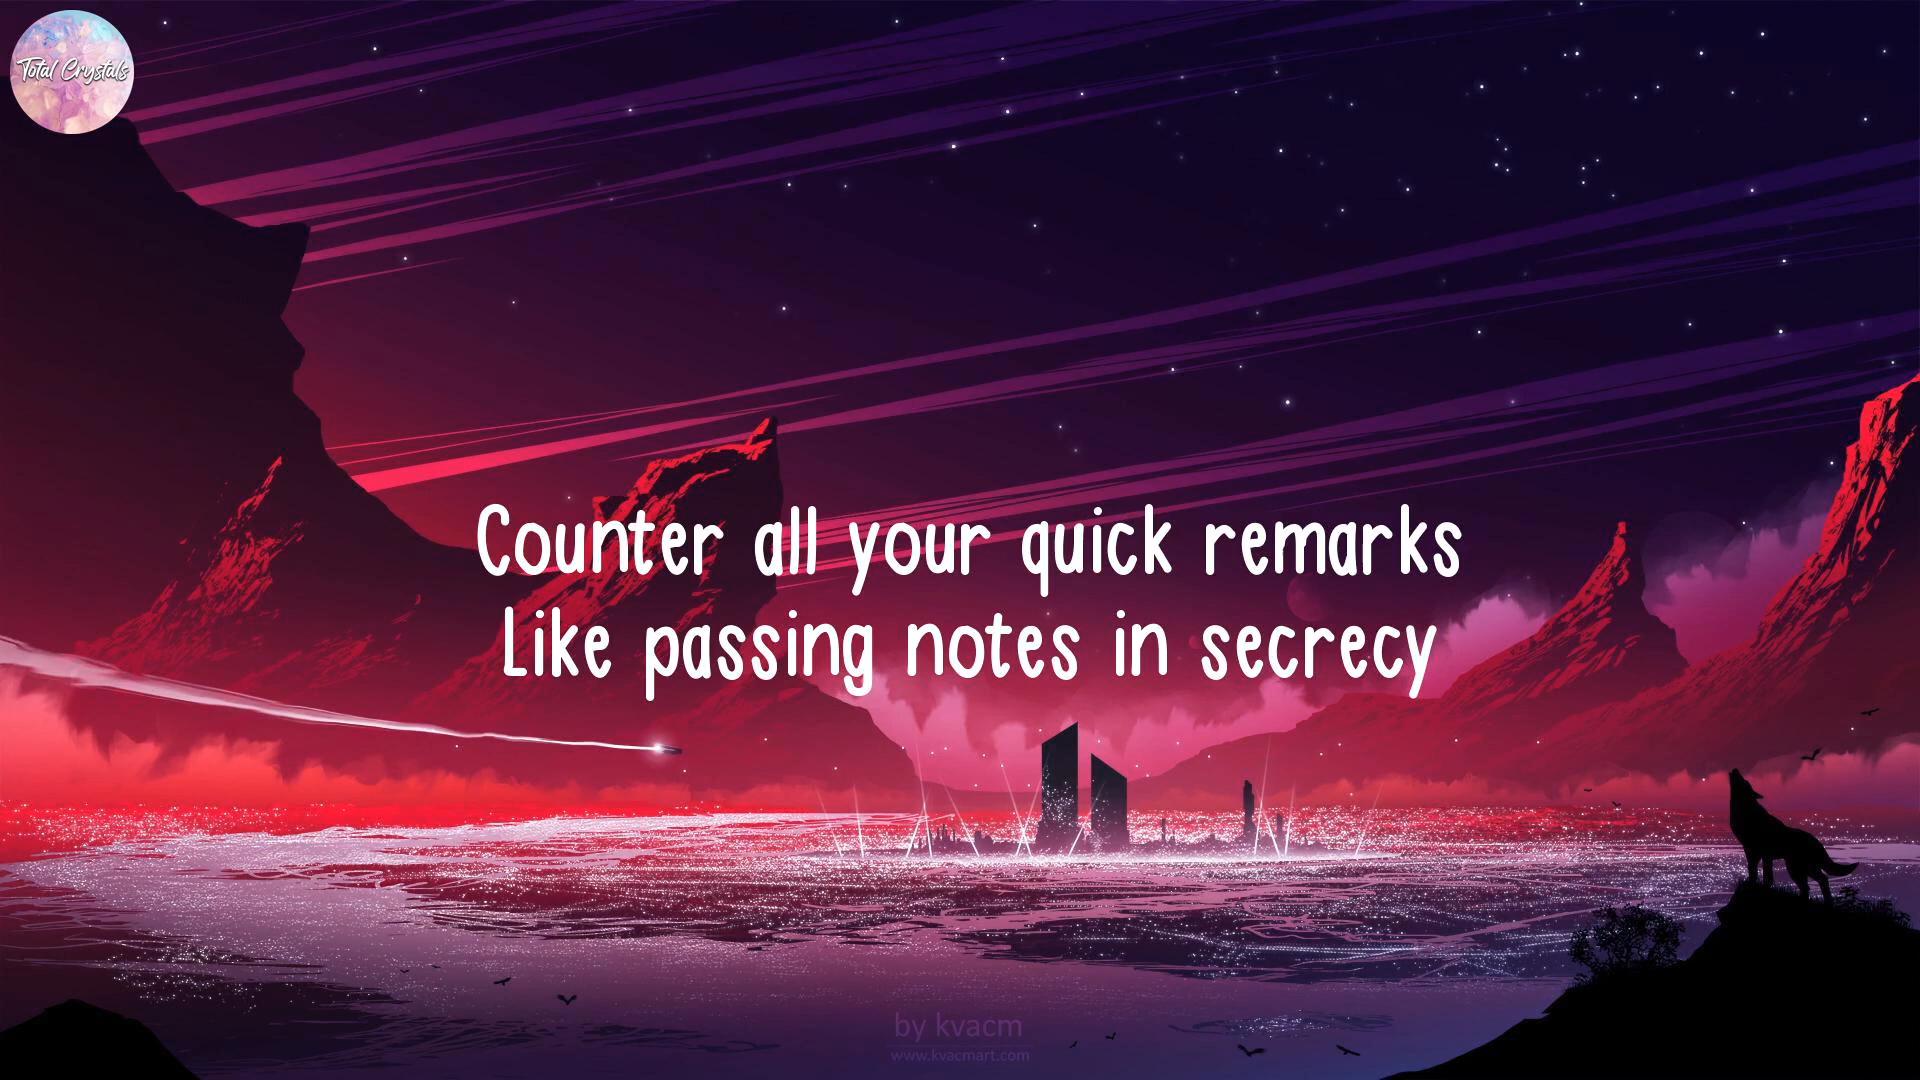 Total Crystals
Counter all your quick remarks
Like passing notes in secrecy
by kvacm
www.kvacmart.com